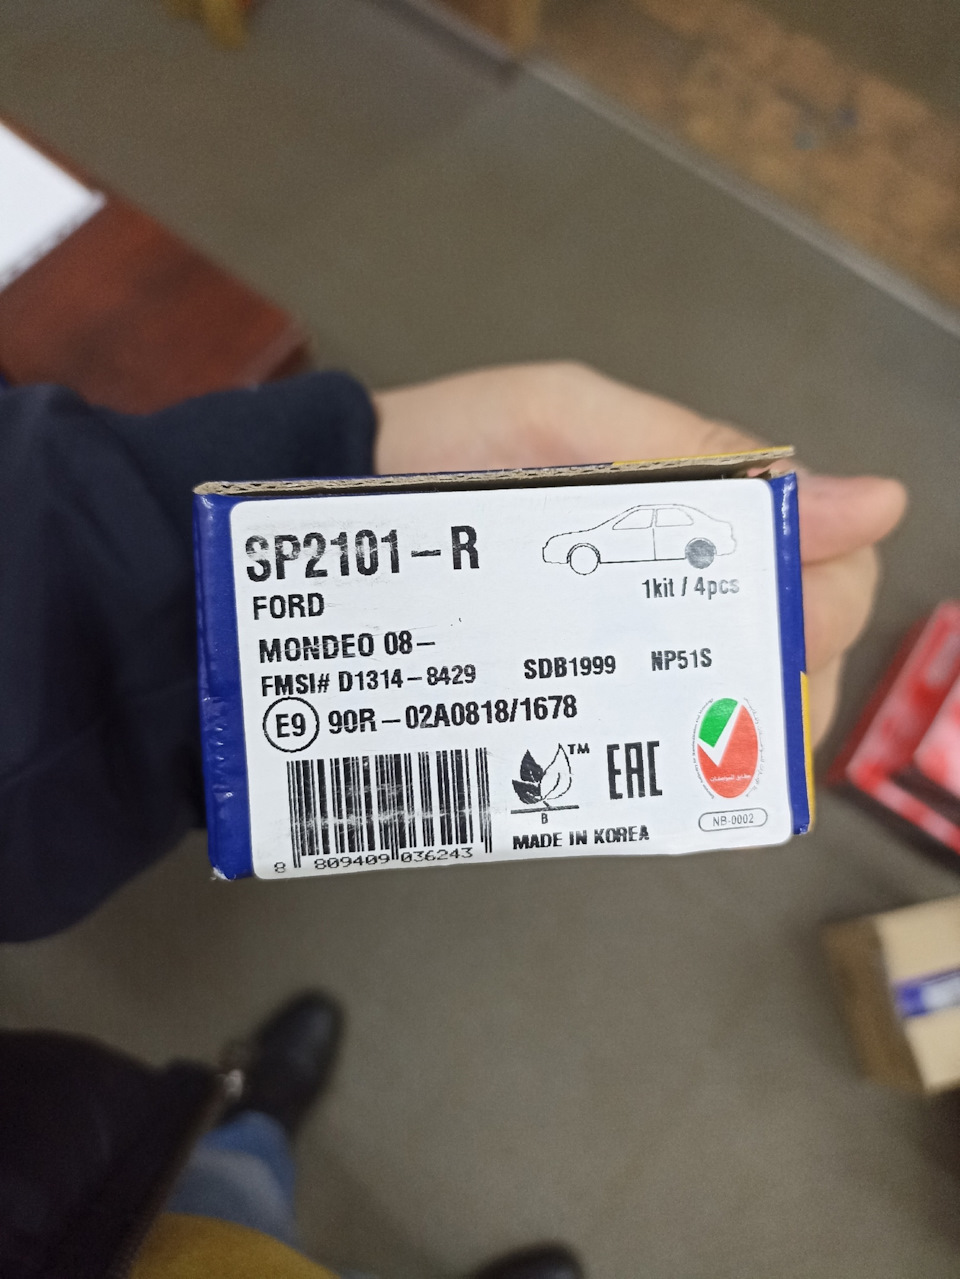 SP2101-R
1kit / 4pcs
FORD
MONDEO 08-
FMSI# D1314-8429 SDB1999 NP51S
E9 90R-02A0818/1678
TM
EAC
B
MADE IN KOREA
NB-0002
8 809409 036243